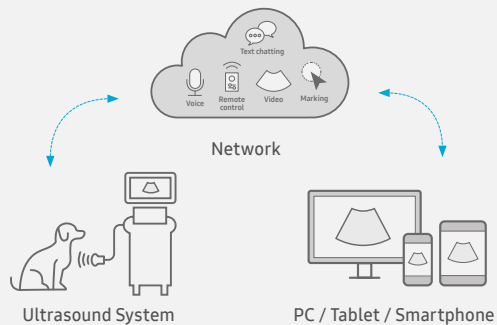 Text chatting
Voice
Remote
control
Video
Marking
Network
Ultrasound System
PC / Tablet / Smartphone